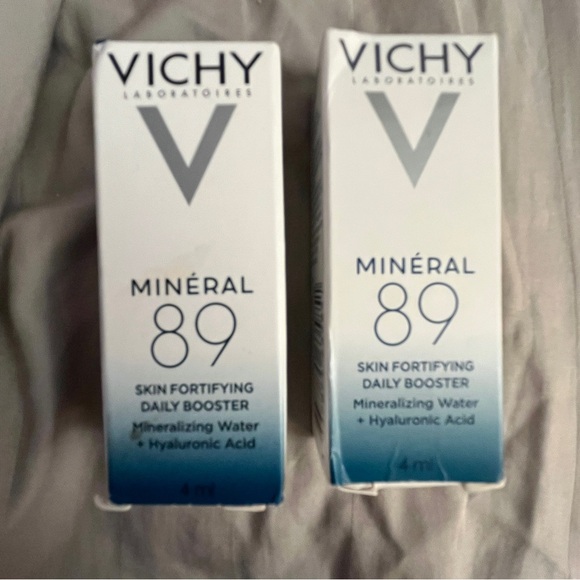 VICHY
LABORATOIRES
MINÉRAL
89
SKIN FORTIFYING
DAILY BOOSTER
Mineralizing Water
+ Hyaluronic Acid
4 ml
VICHY
LABORATOIRES
MINÉRAL
89
SKIN FORTIFYING
DAILY BOOSTER
Mineralizing Water
+ Hyaluronic Acid
4 ml